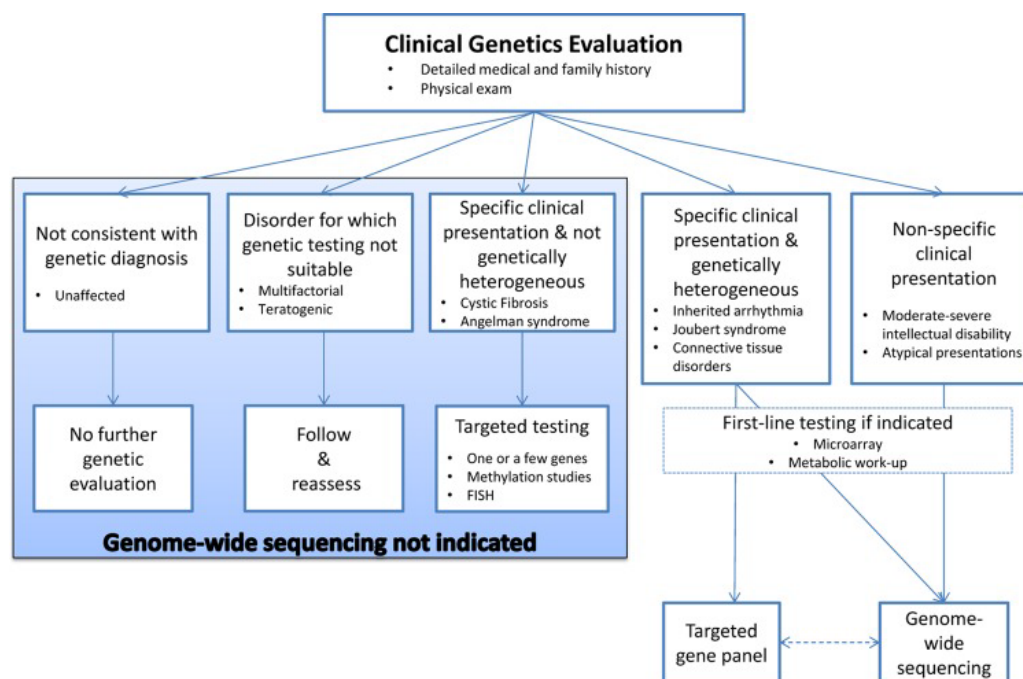 Clinical Genetics Evaluation
• Detailed medical and family history
• Physical exam
Not consistent with
genetic diagnosis
• Unaffected
Disorder for which
genetic testing not
suitable
• Multifactorial
• Teratogenic
Specific clinical
presentation & not
genetically
heterogeneous
• Cystic Fibrosis
• Angelman syndrome
Specific clinical
presentation &
genetically
heterogeneous
• Inherited arrhythmia
• Joubert syndrome
• Connective tissue
disorders
Non-specific
clinical
presentation
• Moderate-severe
intellectual disability
• Atypical presentations
No further
genetic
evaluation
Follow
&
reassess
Targeted testing
• One or a few genes
• Methylation studies
• FISH
First-line testing if indicated
• Microarray
• Metabolic work-up
Genome-wide sequencing not indicated
Targeted
gene panel
Genome-
wide
sequencing